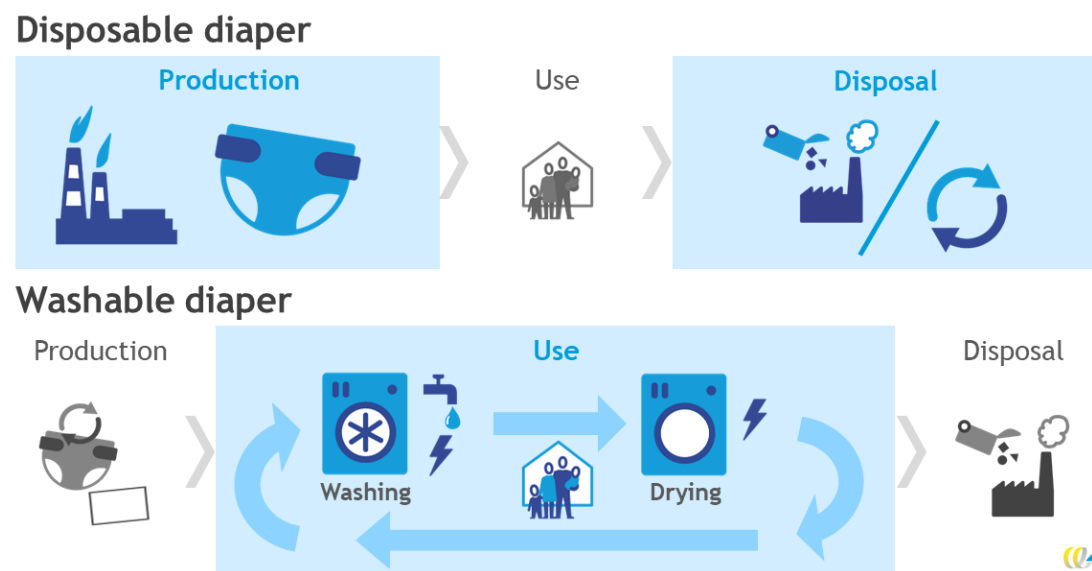 Disposable diaper
Production
Use
Disposal
Washable diaper
Production
Use
Disposal
Washing
Drying